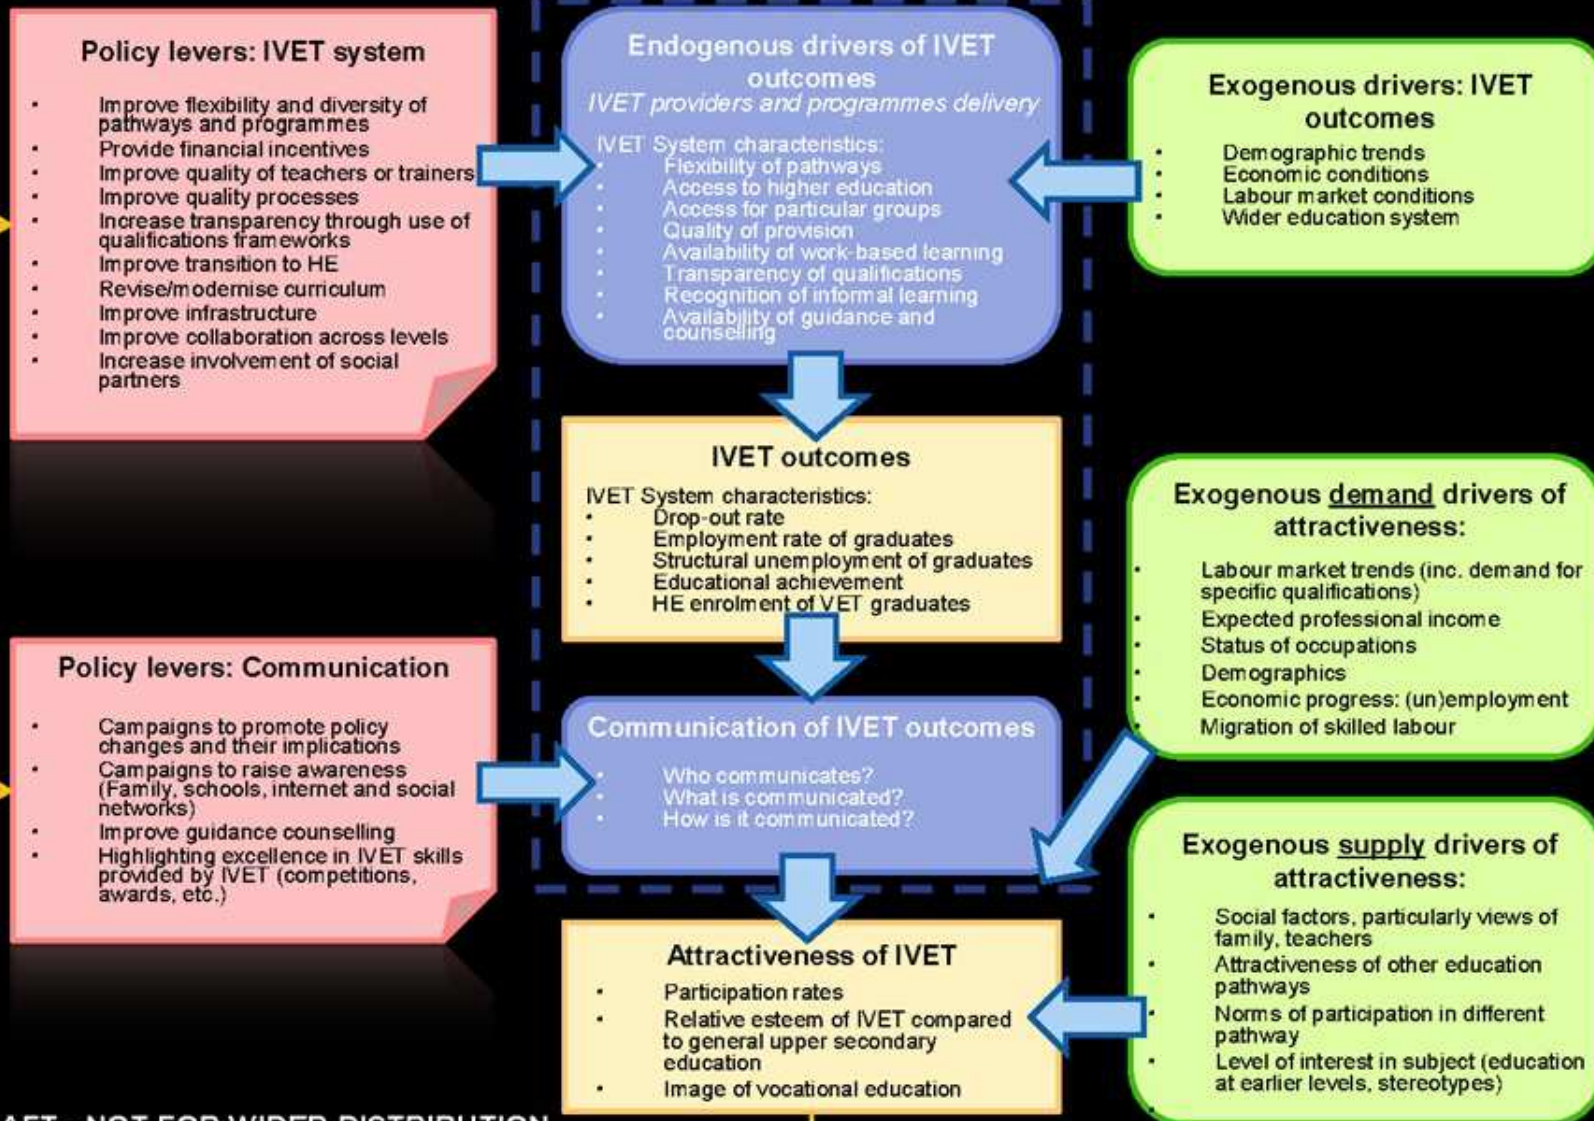 Policy levers: IVET system
• Improve flexibility and diversity of
pathways and programmes
• Provide financial incentives
• Improve quality of teachers or trainers
• Improve quality processes
• Increase transparency through use of
qualifications frameworks
• Improve transition to HE
• Revise/modernise curriculum
• Improve infrastructure
• Improve collaboration across levels
• Increase involvement of social
partners
Endogenous drivers of IVET
outcomes
IVET providers and programmes delivery
IVET System characteristics:
• Flexibility of pathways
• Access to higher education
• Access for particular groups
• Quality of provision
• Availability of work-based learning
• Transparency of qualifications
• Recognition of informal learning
• Availability of guidance and
counselling
Exogenous drivers: IVET
outcomes
• Demographic trends
• Economic conditions
• Labour market conditions
• Wider education system
IVET outcomes
IVET System characteristics:
• Drop-out rate
• Employment rate of graduates
• Structural unemployment of graduates
• Educational achievement
• HE enrolment of VET graduates
Exogenous demand drivers of
attractiveness:
• Labour market trends (inc. demand for
specific qualifications)
• Expected professional income
• Status of occupations
• Demographics
• Economic progress: (un)employment
• Migration of skilled labour
Policy levers: Communication
• Campaigns to promote policy
changes and their implications
• Campaigns to raise awareness
(Family, schools, internet and social
networks)
• Improve guidance counselling
• Highlighting excellence in IVET skills
provided by IVET (competitions,
awards, etc.)
Communication of IVET outcomes
• Who communicates?
• What is communicated?
• How is it communicated?
Exogenous supply drivers of
attractiveness:
• Social factors, particularly views of
family, teachers
• Attractiveness of other education
pathways
• Norms of participation in different
pathway
• Level of interest in subject (education
at earlier levels, stereotypes)
Attractiveness of IVET
• Participation rates
• Relative esteem of IVET compared
to general upper secondary
education
• Image of vocational education
NOT FOR WIDER DISTRIBUTION